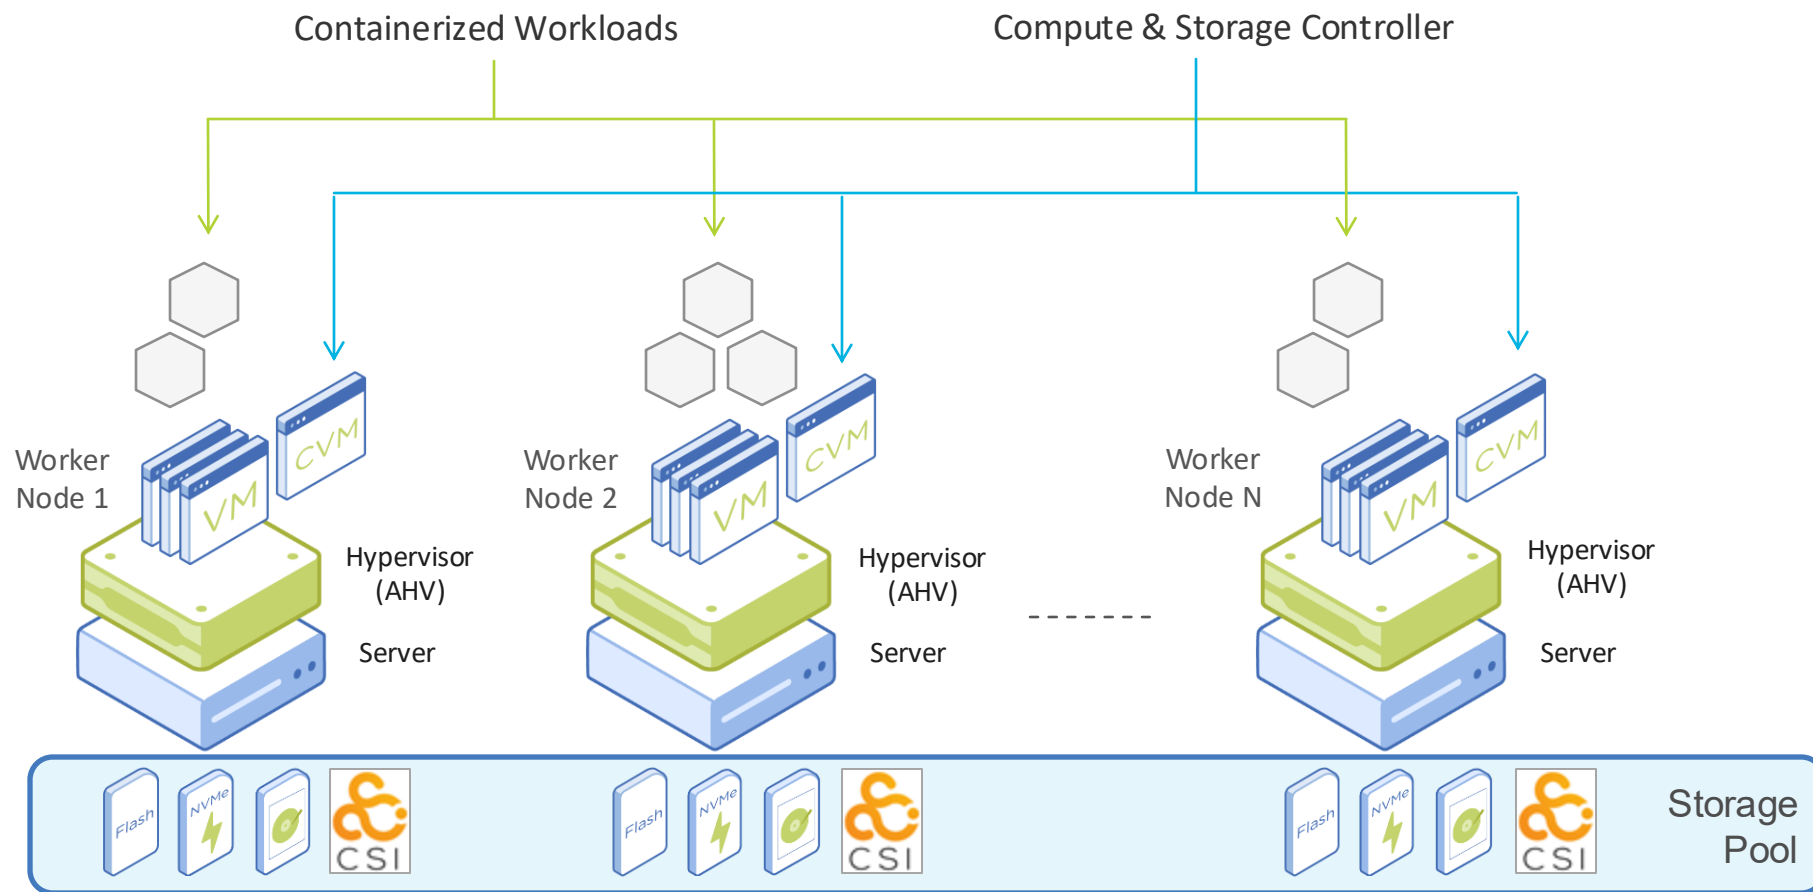 Containerized Workloads
Compute & Storage Controller
Worker
Node 1
VM
CVM
Hypervisor
(AHV)
Server
Worker
Node 2
VM
CVM
Hypervisor
(AHV)
Server
Worker
Node N
VM
CVM
Hypervisor
(AHV)
Server
Flash
NVMe
CSI
Flash
NVMe
CSI
Flash
NVMe
CSI
Storage
Pool